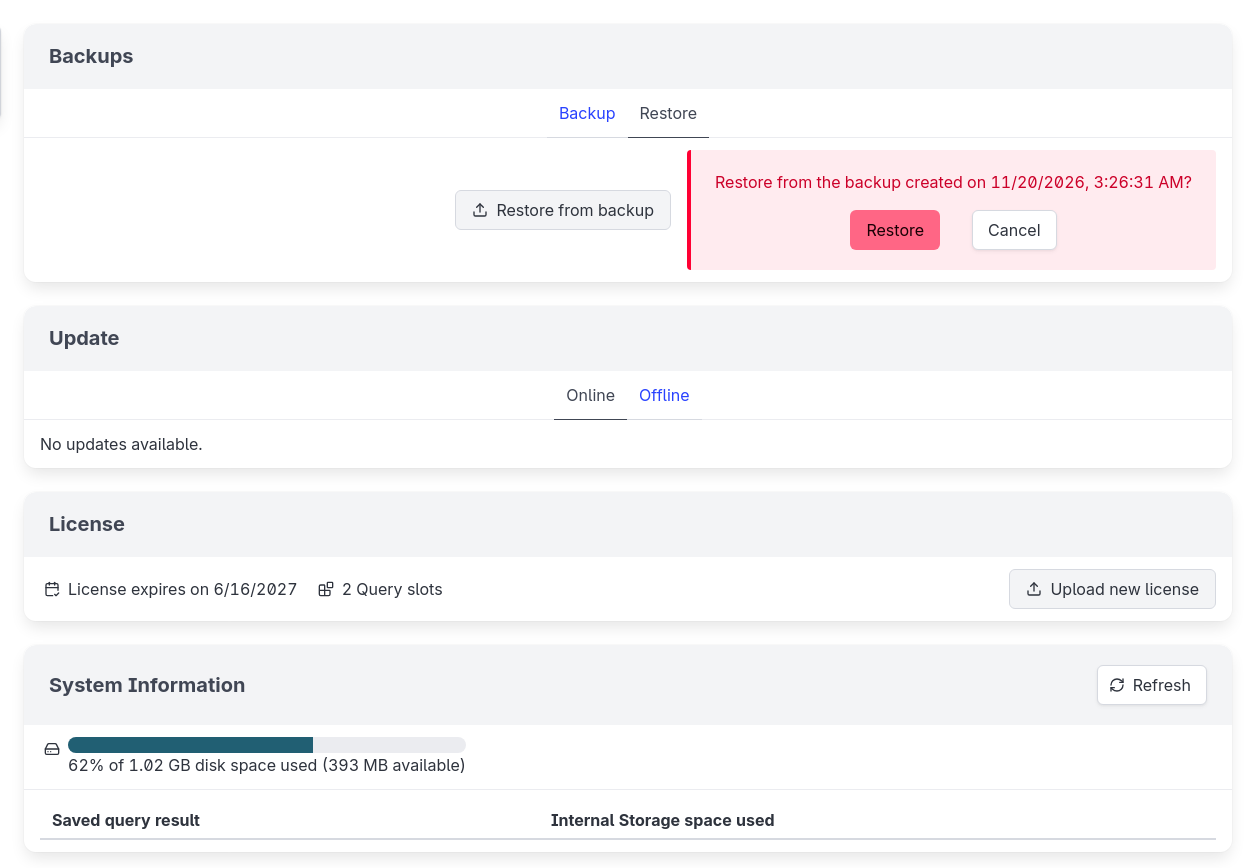 Backups
Backup Restore
Restore from backup
Restore from the backup created on 11/20/2026, 3:26:31 AM?
Restore Cancel
Update
Online Offline
No updates available.
License
License expires on 6/16/2027 2 Query slots Upload new license
System Information Refresh
62% of 1.02 GB disk space used (393 MB available)
Saved query result Internal Storage space used